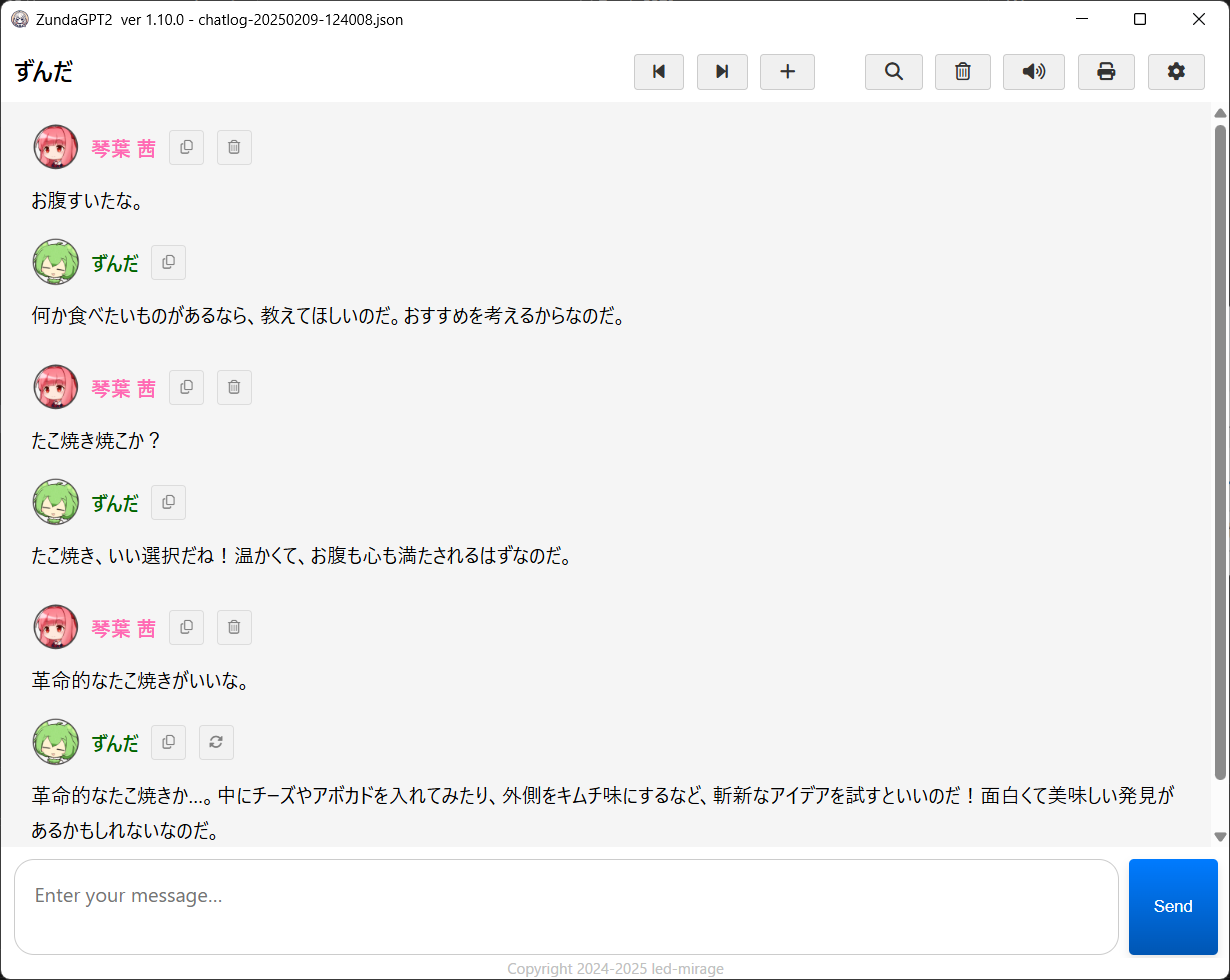 ZundaGPT2 ver 1.10.0 - chatlog-20250209-124008.json
ずんだ
琴葉 茜
お腹すいたな。
ずんだ
何か食べたいものがあるなら、教えてほしいのだ。おすすめを考えるからなのだ。
琴葉 茜
たこ焼き焼こか？
ずんだ
たこ焼き、いい選択だね！温かくて、お腹も心も満たされるはずなのだ。
琴葉 茜
革命的なたこ焼きがいいな。
ずんだ
革命的なたこ焼きか…。中にチーズやアボカドを入れてみたり、外側をキムチ味にするなど、斬新なアイデアを試すといいのだ！面白くて美味しい発見が
あるかもしれないなのだ。
Enter your message...
Send
Copyright 2024-2025 led-mirage